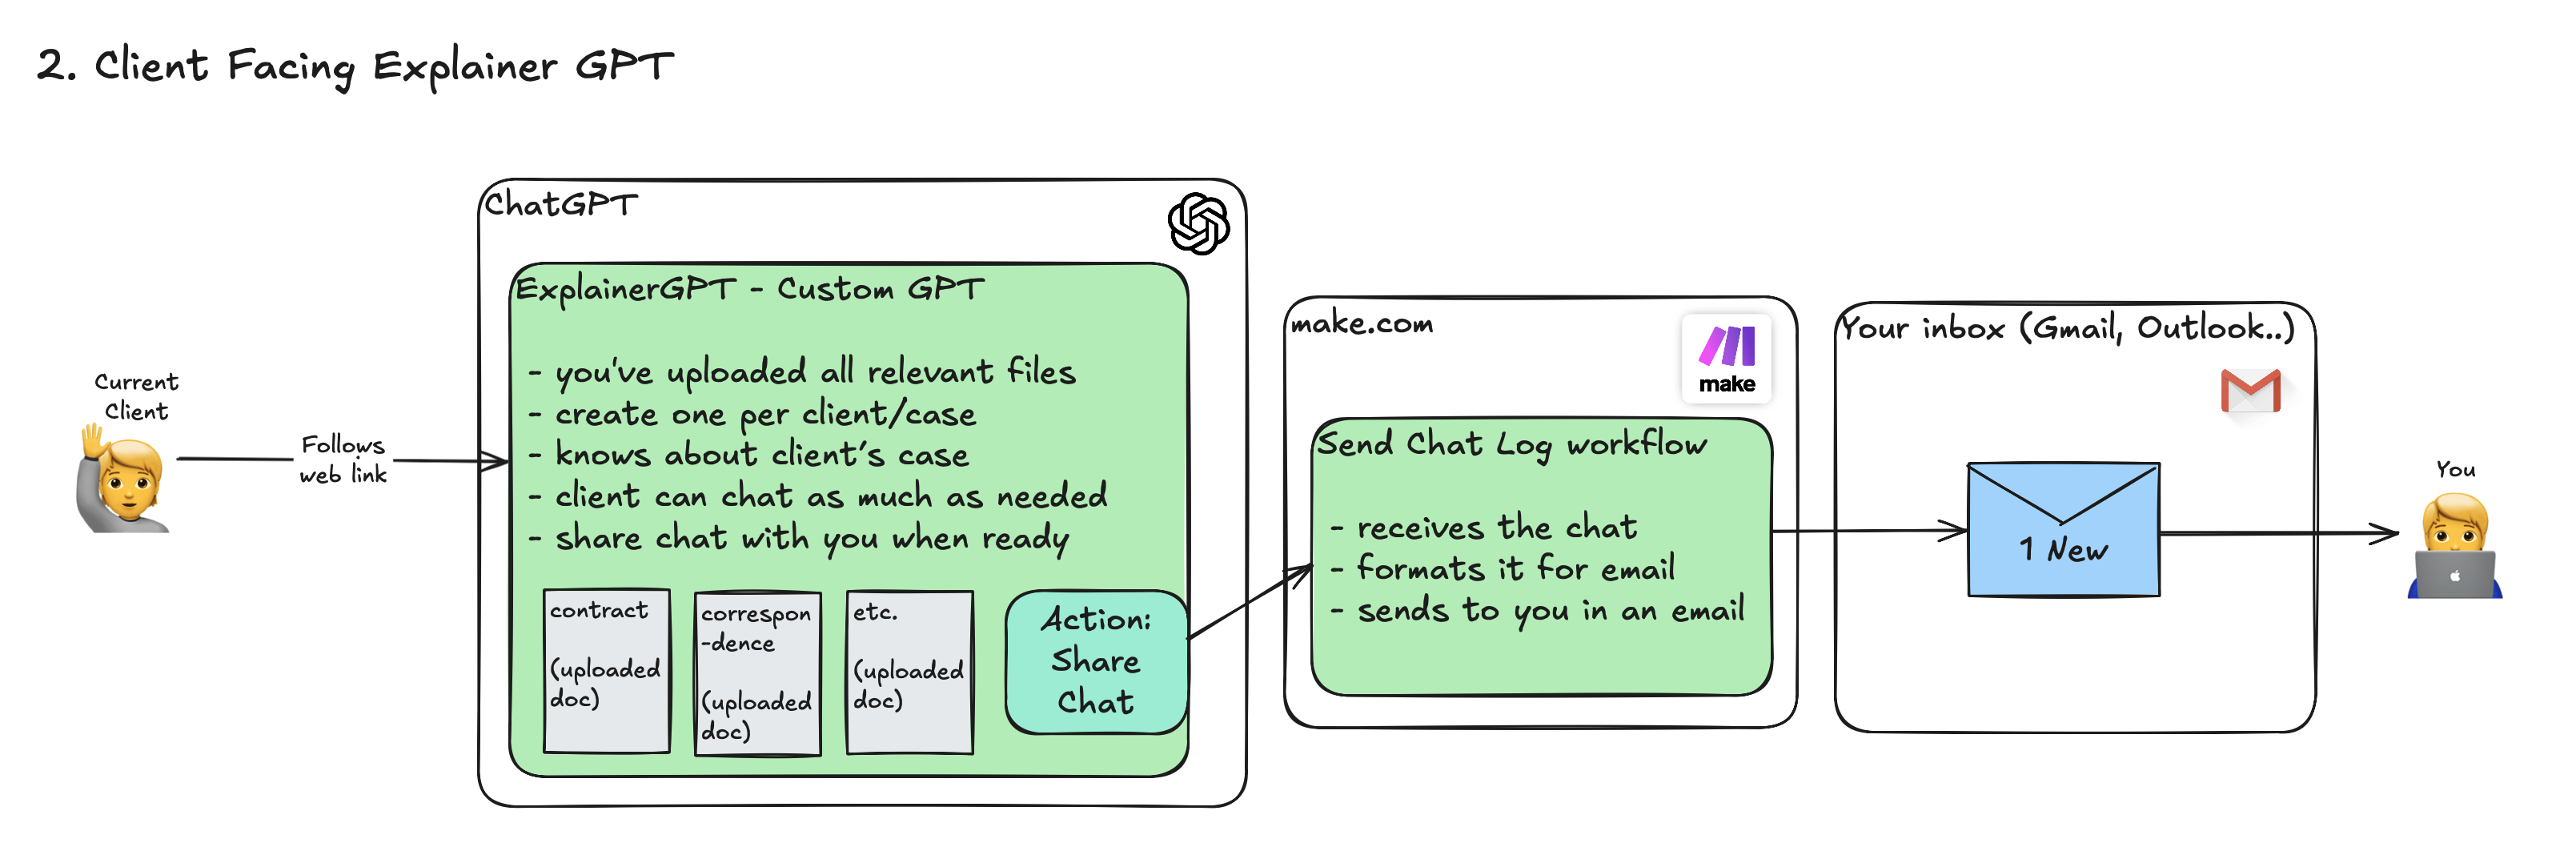 2. Client Facing Explainer GPT
Current
Client
Follows
web link
ChatGPT
ExplainerGPT - Custom GPT
- you've uploaded all relevant files
- create one per client/case
- knows about client's case
- client can chat as much as needed
- share chat with you when ready
contract
(uploaded
doc)
correspon
-dence
(uploaded
doc)
etc.
(uploaded
doc)
Action:
Share
Chat
make.com
make
Send Chat Log workflow
- receives the chat
- formats it for email
- sends to you in an email
Your inbox (Gmail, Outlook..)
1 New
You